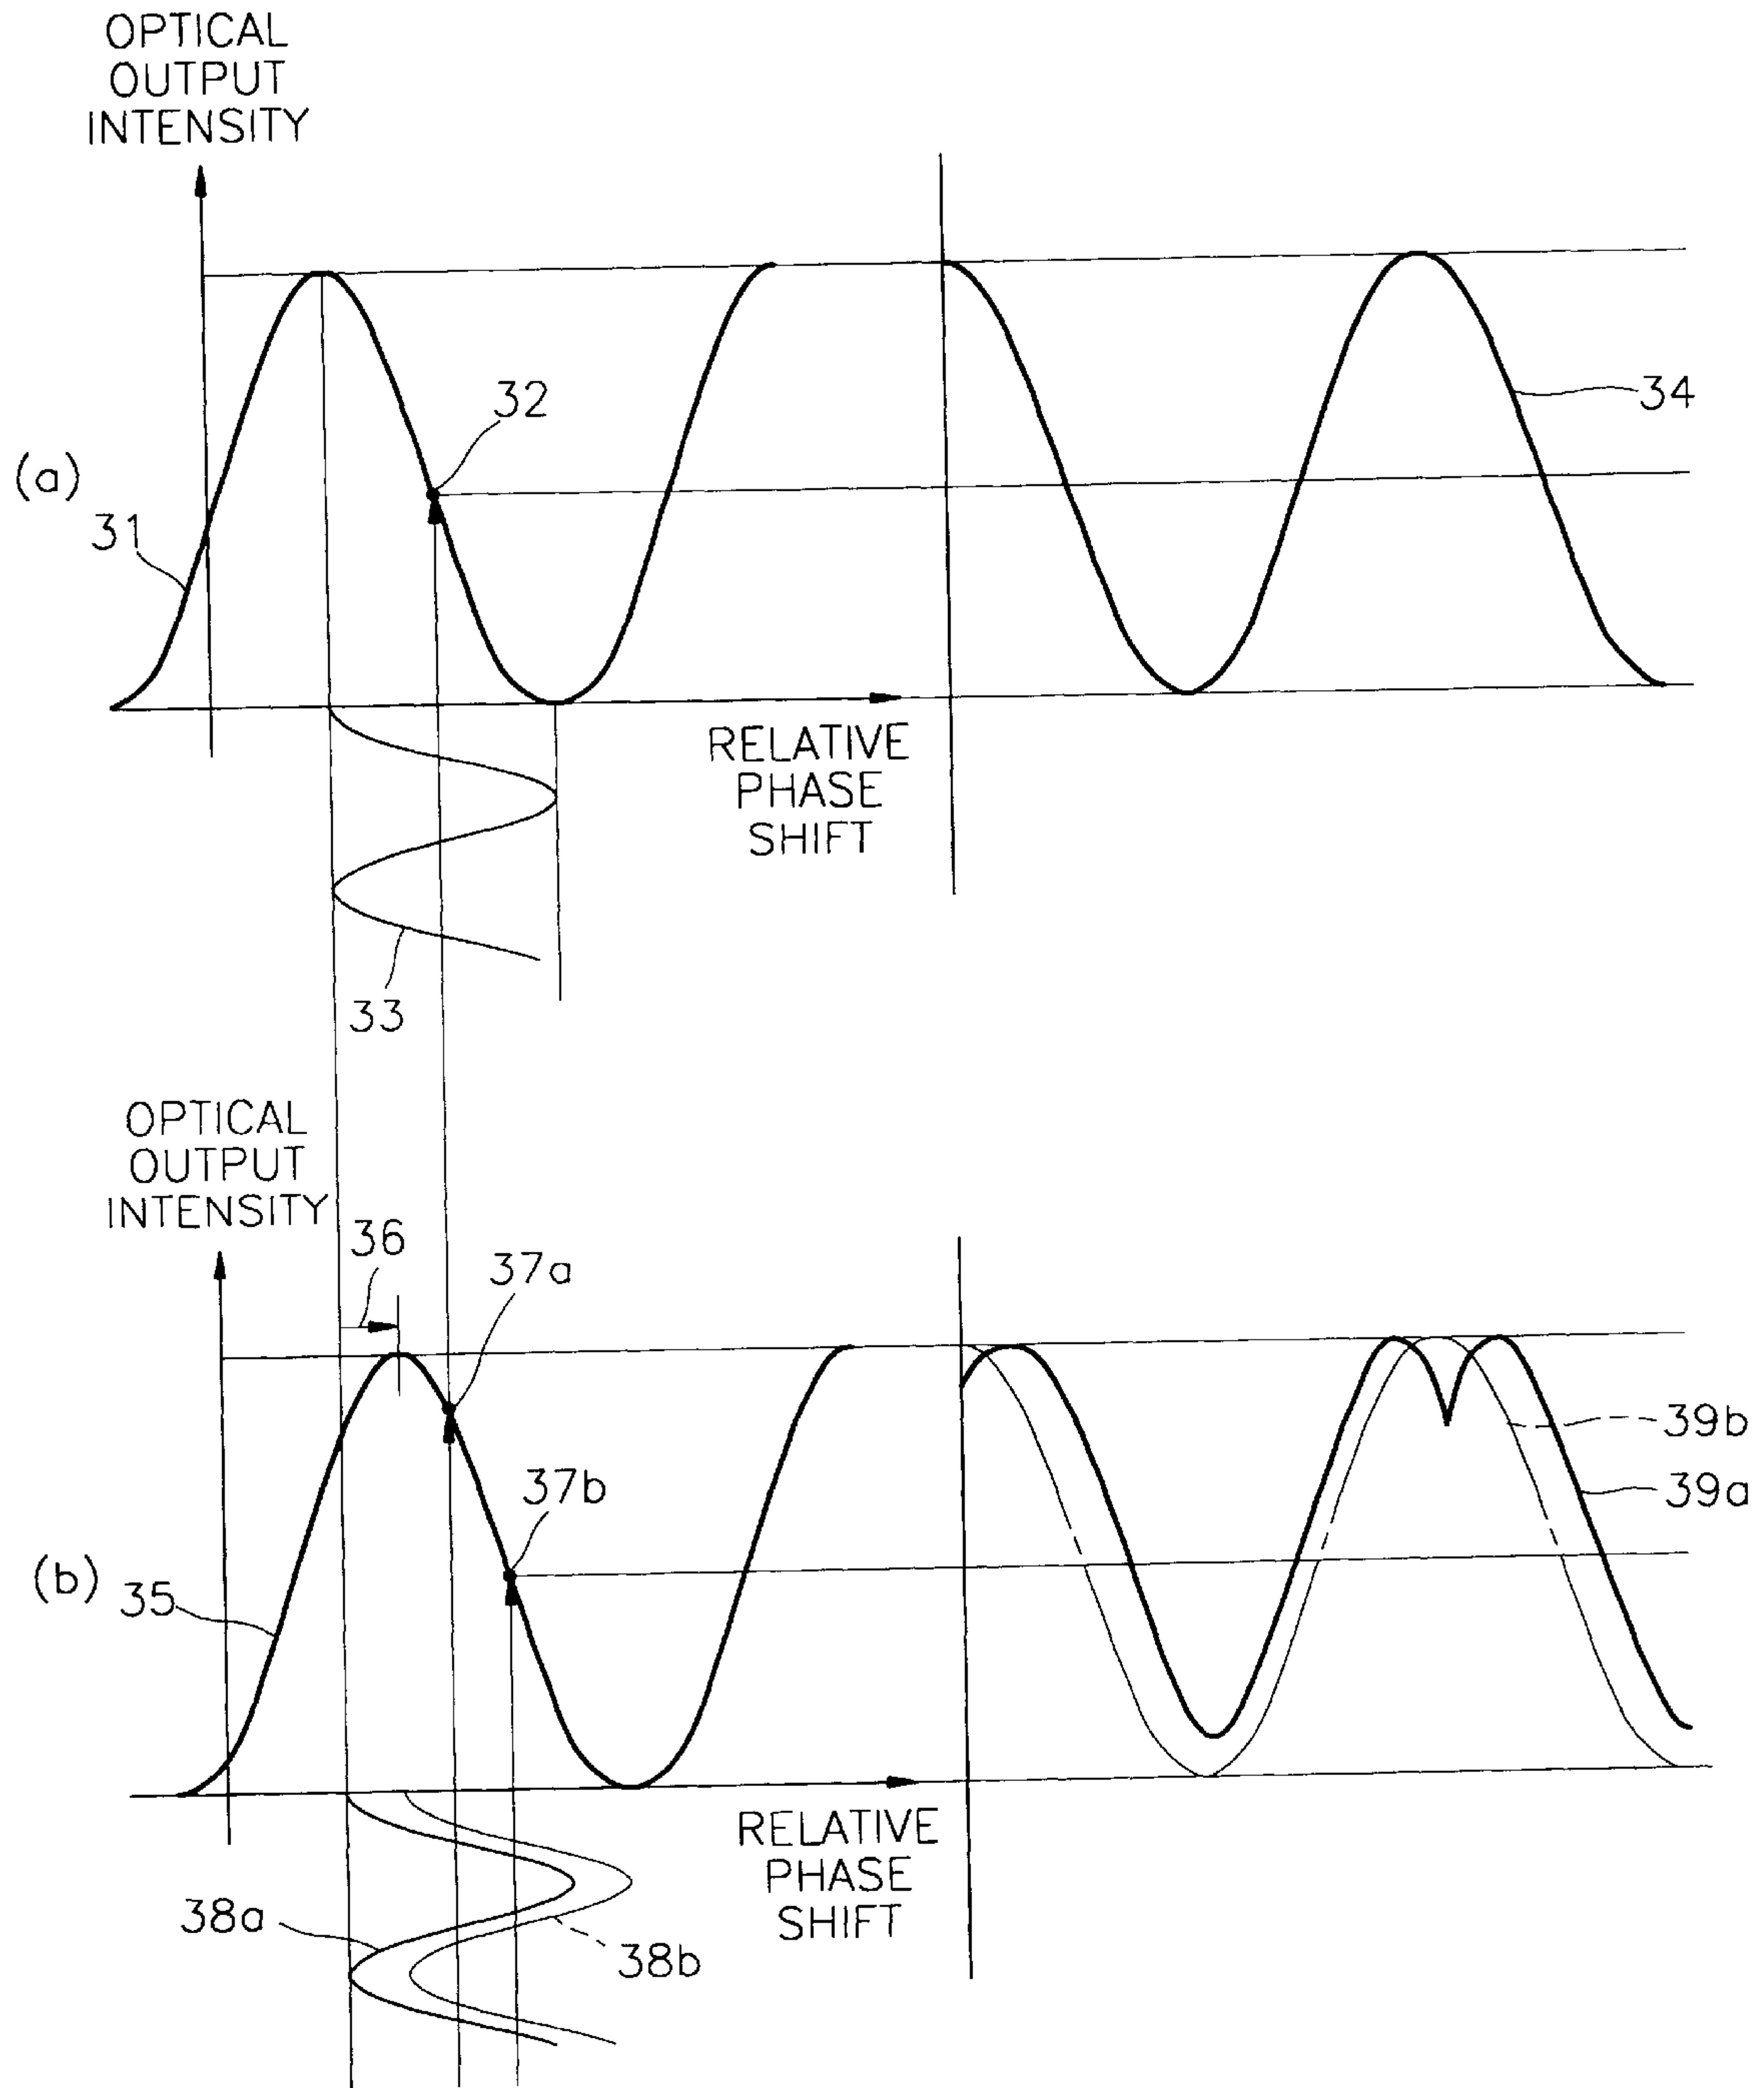 OPTICAL
OUTPUT
INTENSITY
32
34
(a)
31
RELATIVE
PHASE
SHIFT
33
OPTICAL
OUTPUT
INTENSITY
36
37a
39b
37b
39a
(b)
35
RELATIVE
PHASE
SHIFT
38a
38b